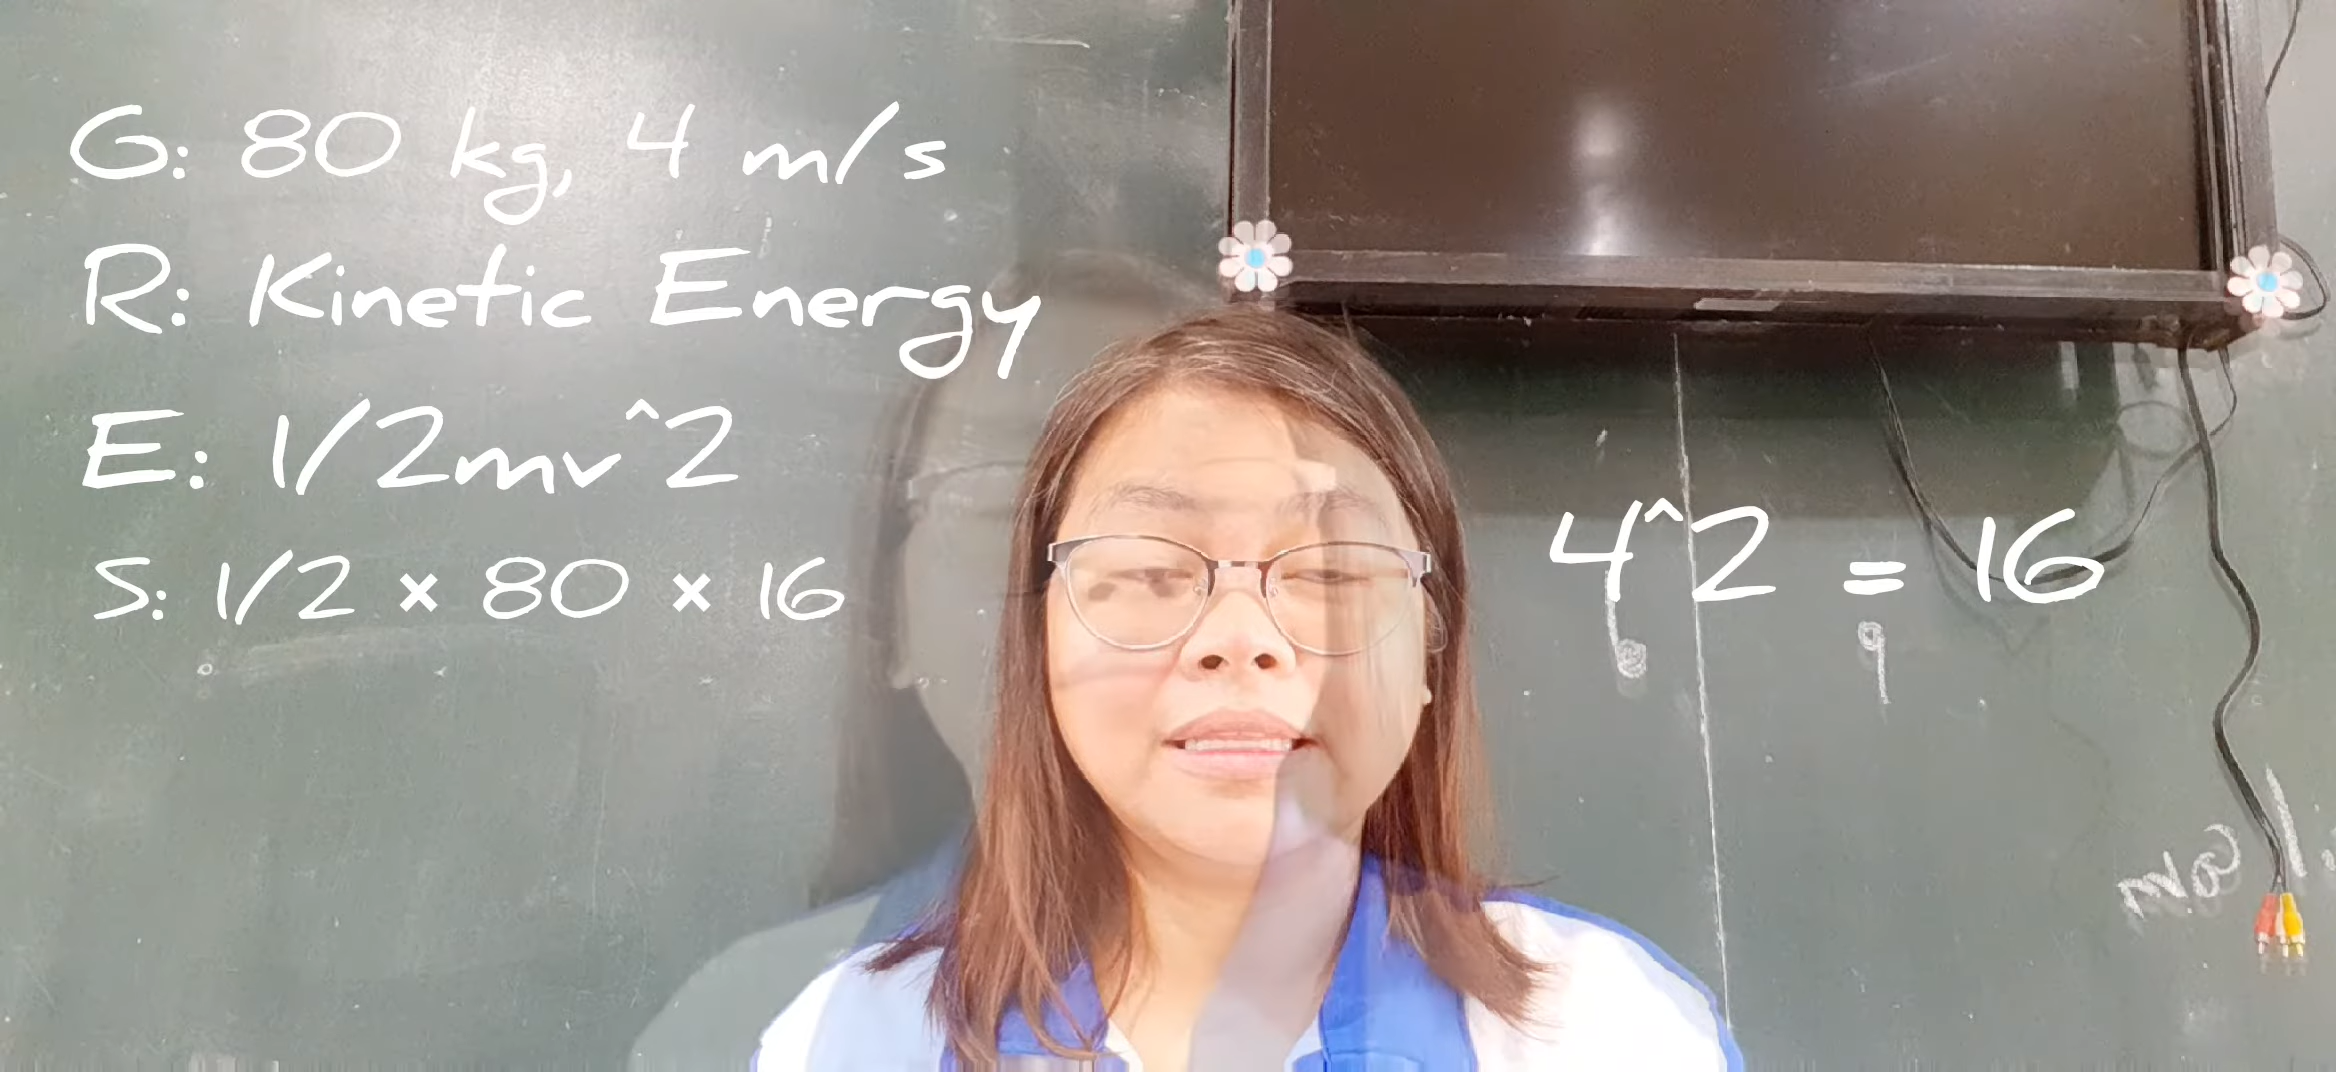 G: 80 kg, 4 m/s
R: Kinetic Energy
E: 1/2mv^2
S: 1/2 × 80 × 16
4^2 = 16